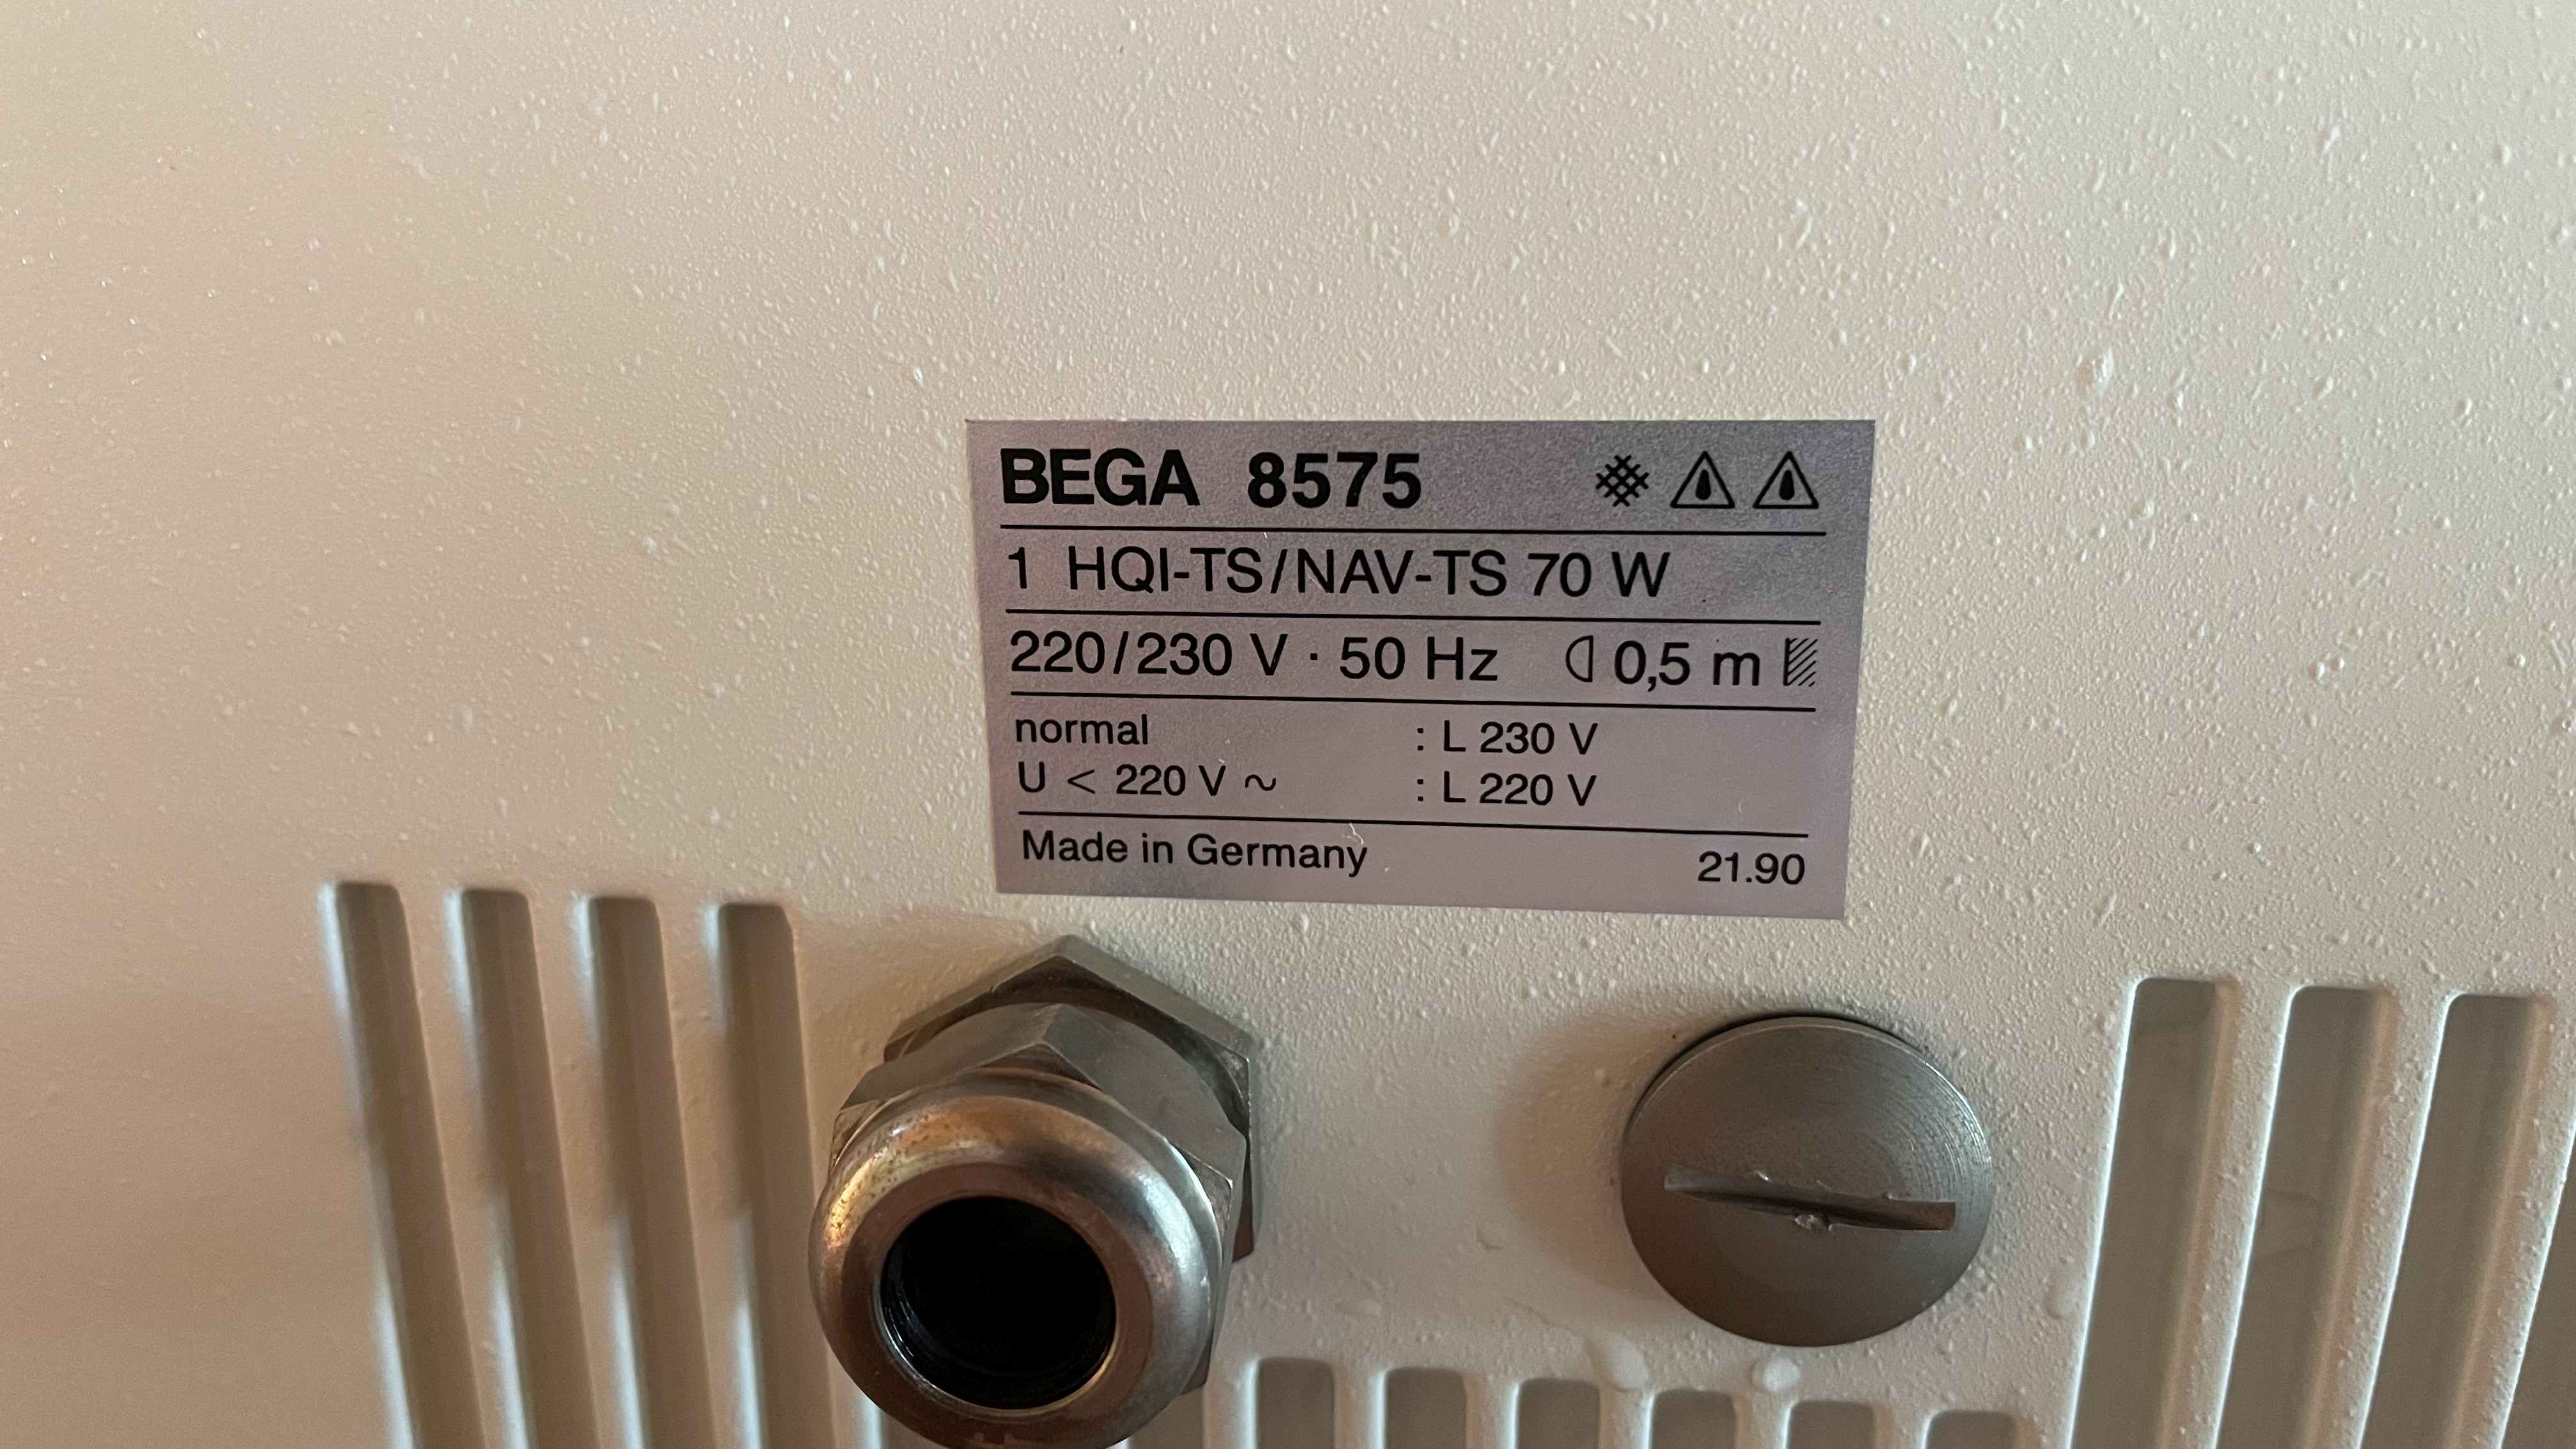 BEGA 8575
1 HQI-TS/NAV-TS 70 W
220/230 V · 50 Hz 0,5 m
normal : L 230 V
U < 220 V ~ : L 220 V
Made in Germany 21.90